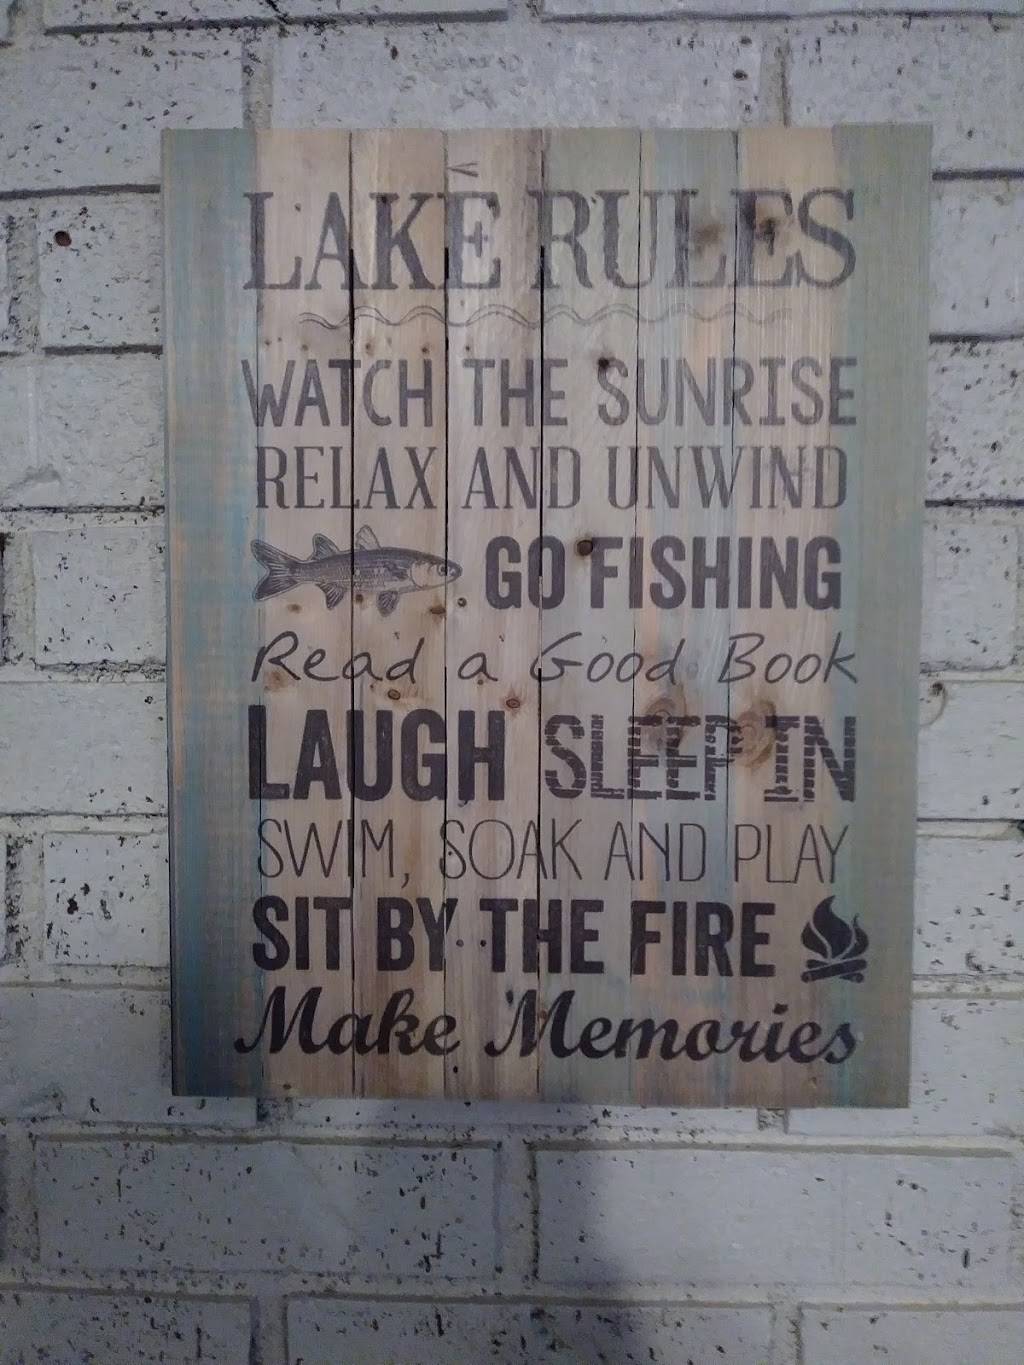 LAKE RULES
WATCH THE SUNRISE
RELAX AND UNWIND
GO FISHING
Read a Good Book
LAUGH SLEEP IN
SWIM, SOAK AND PLAY
SIT BY THE FIRE
Make Memories